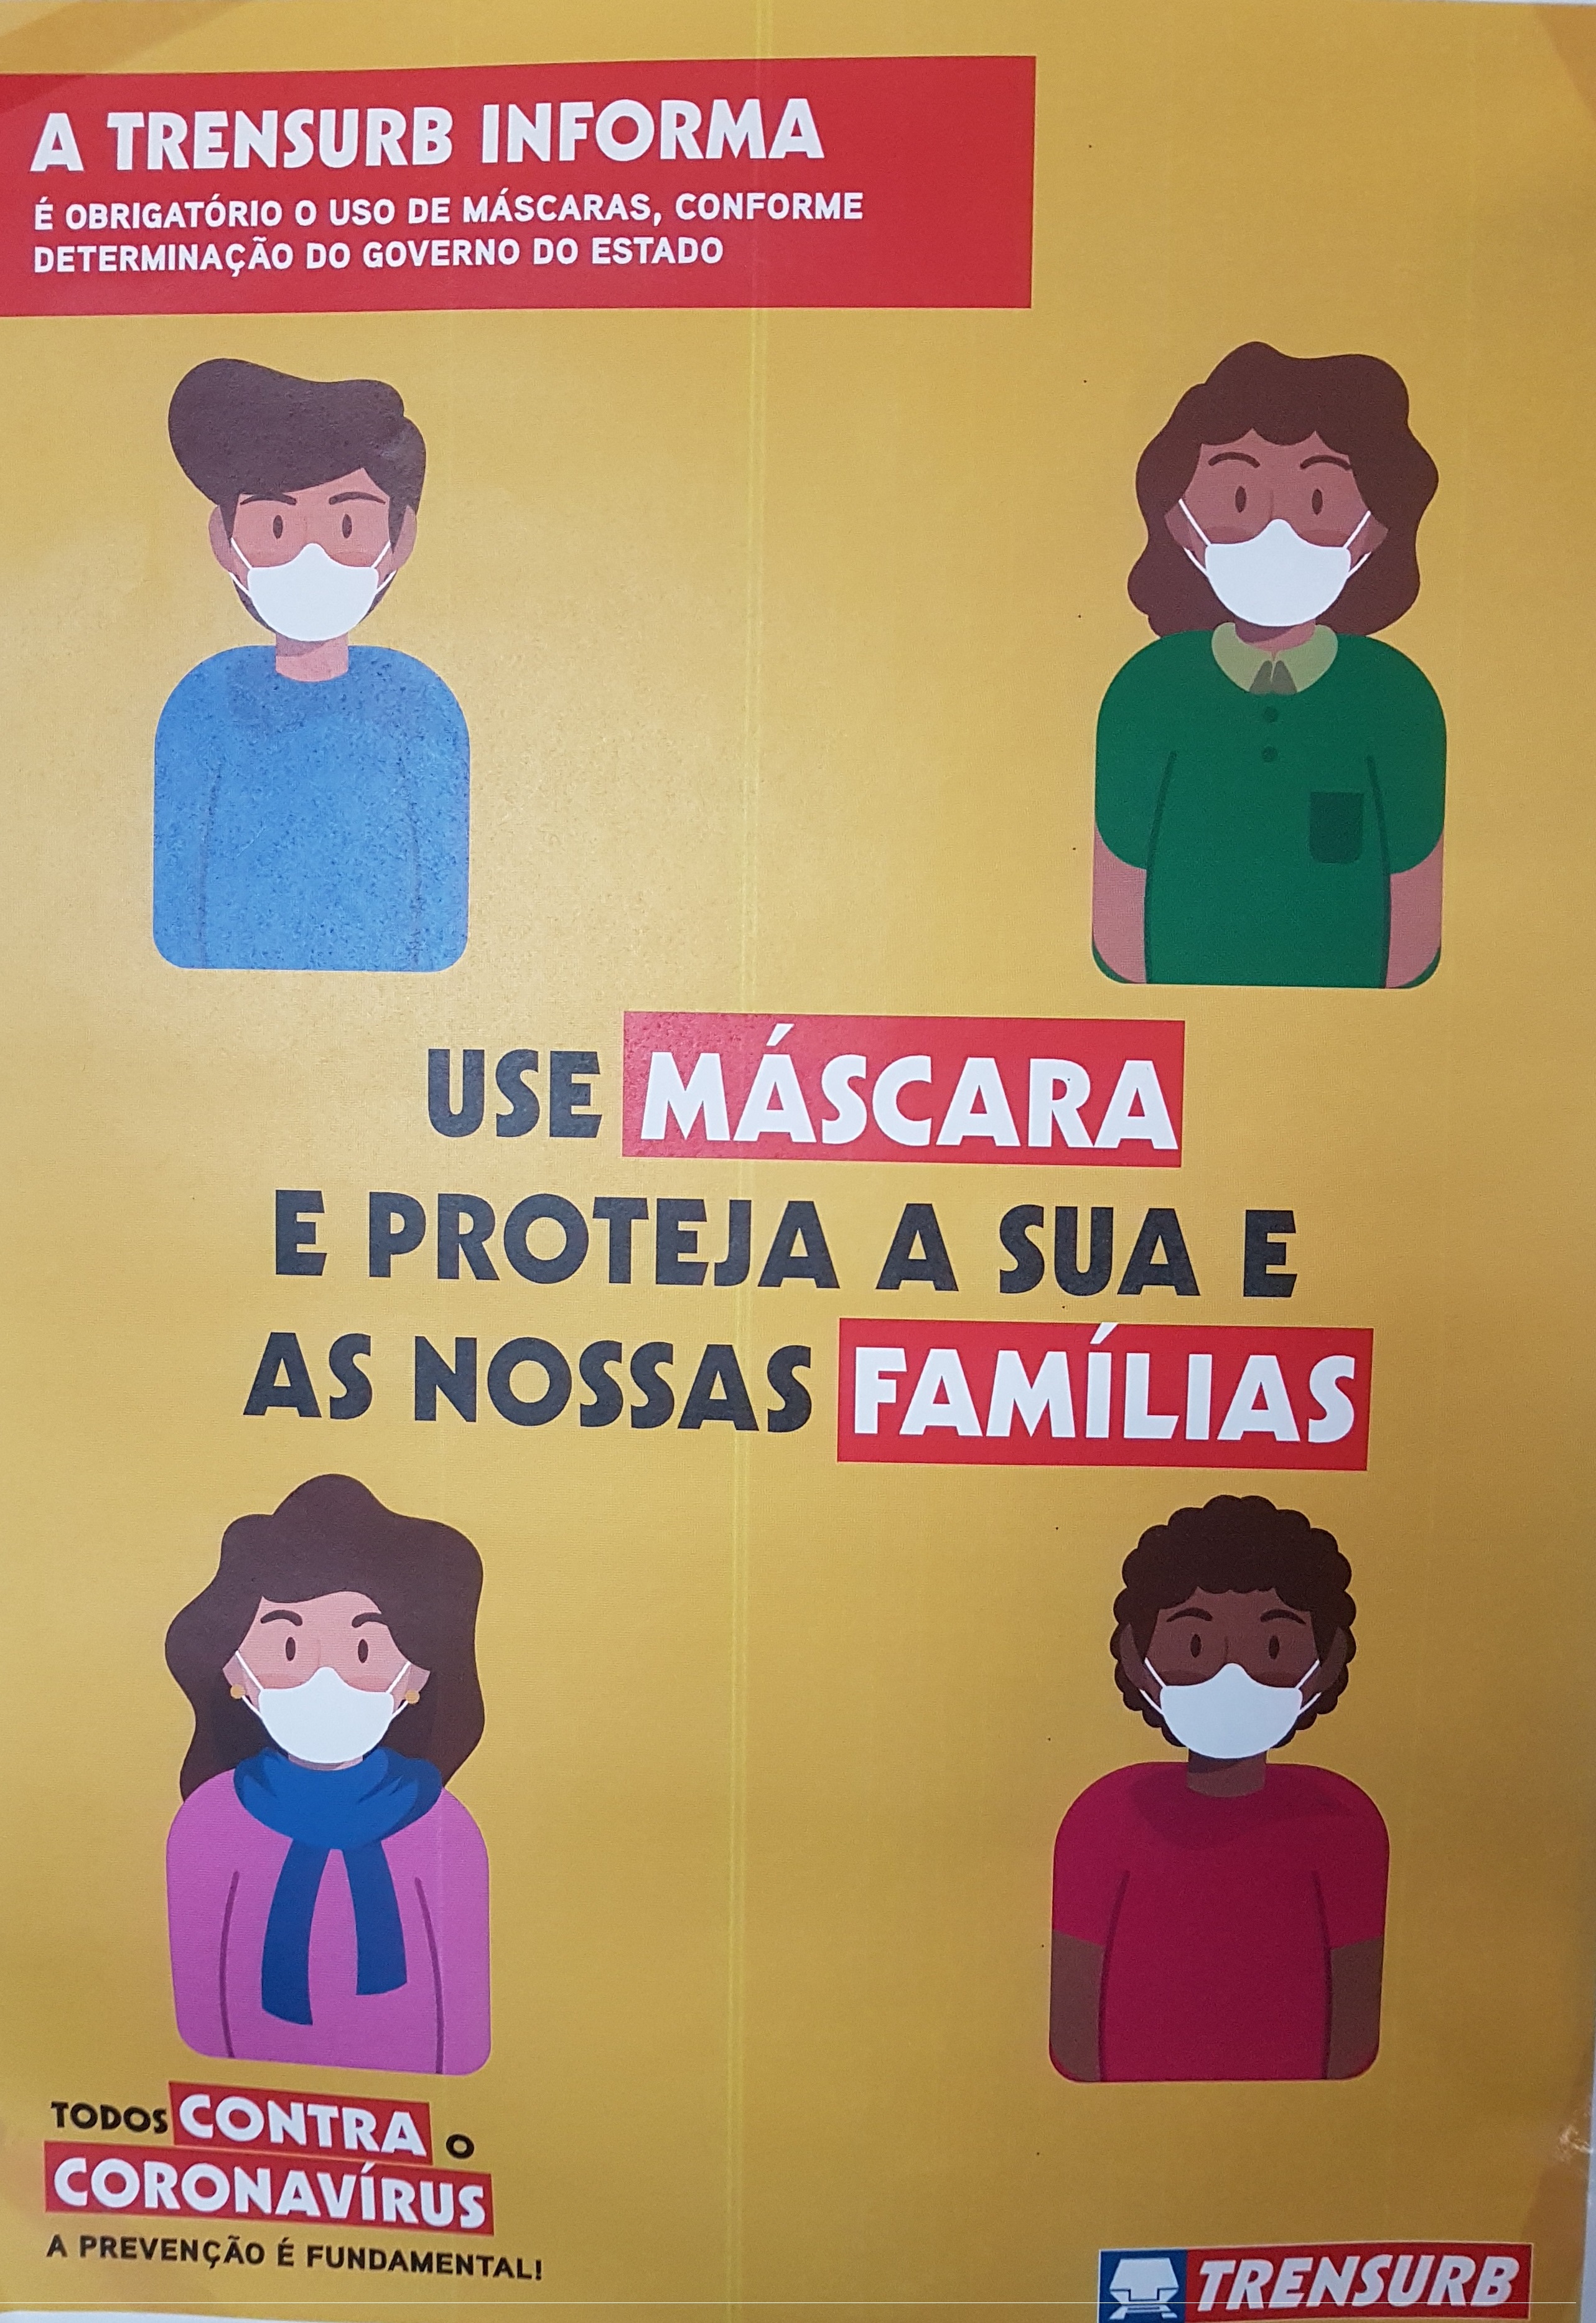 A TRENSURB INFORMA
É OBRIGATÓRIO O USO DE MÁSCARAS, CONFORME
DETERMINAÇÃO DO GOVERNO DO ESTADO
USE MÁSCARA
E PROTEJA A SUA E
AS NOSSAS FAMÍLIAS
TODOS CONTRA O
CORONAVÍRUS
A PREVENÇÃO É FUNDAMENTAL!
TRENSURB